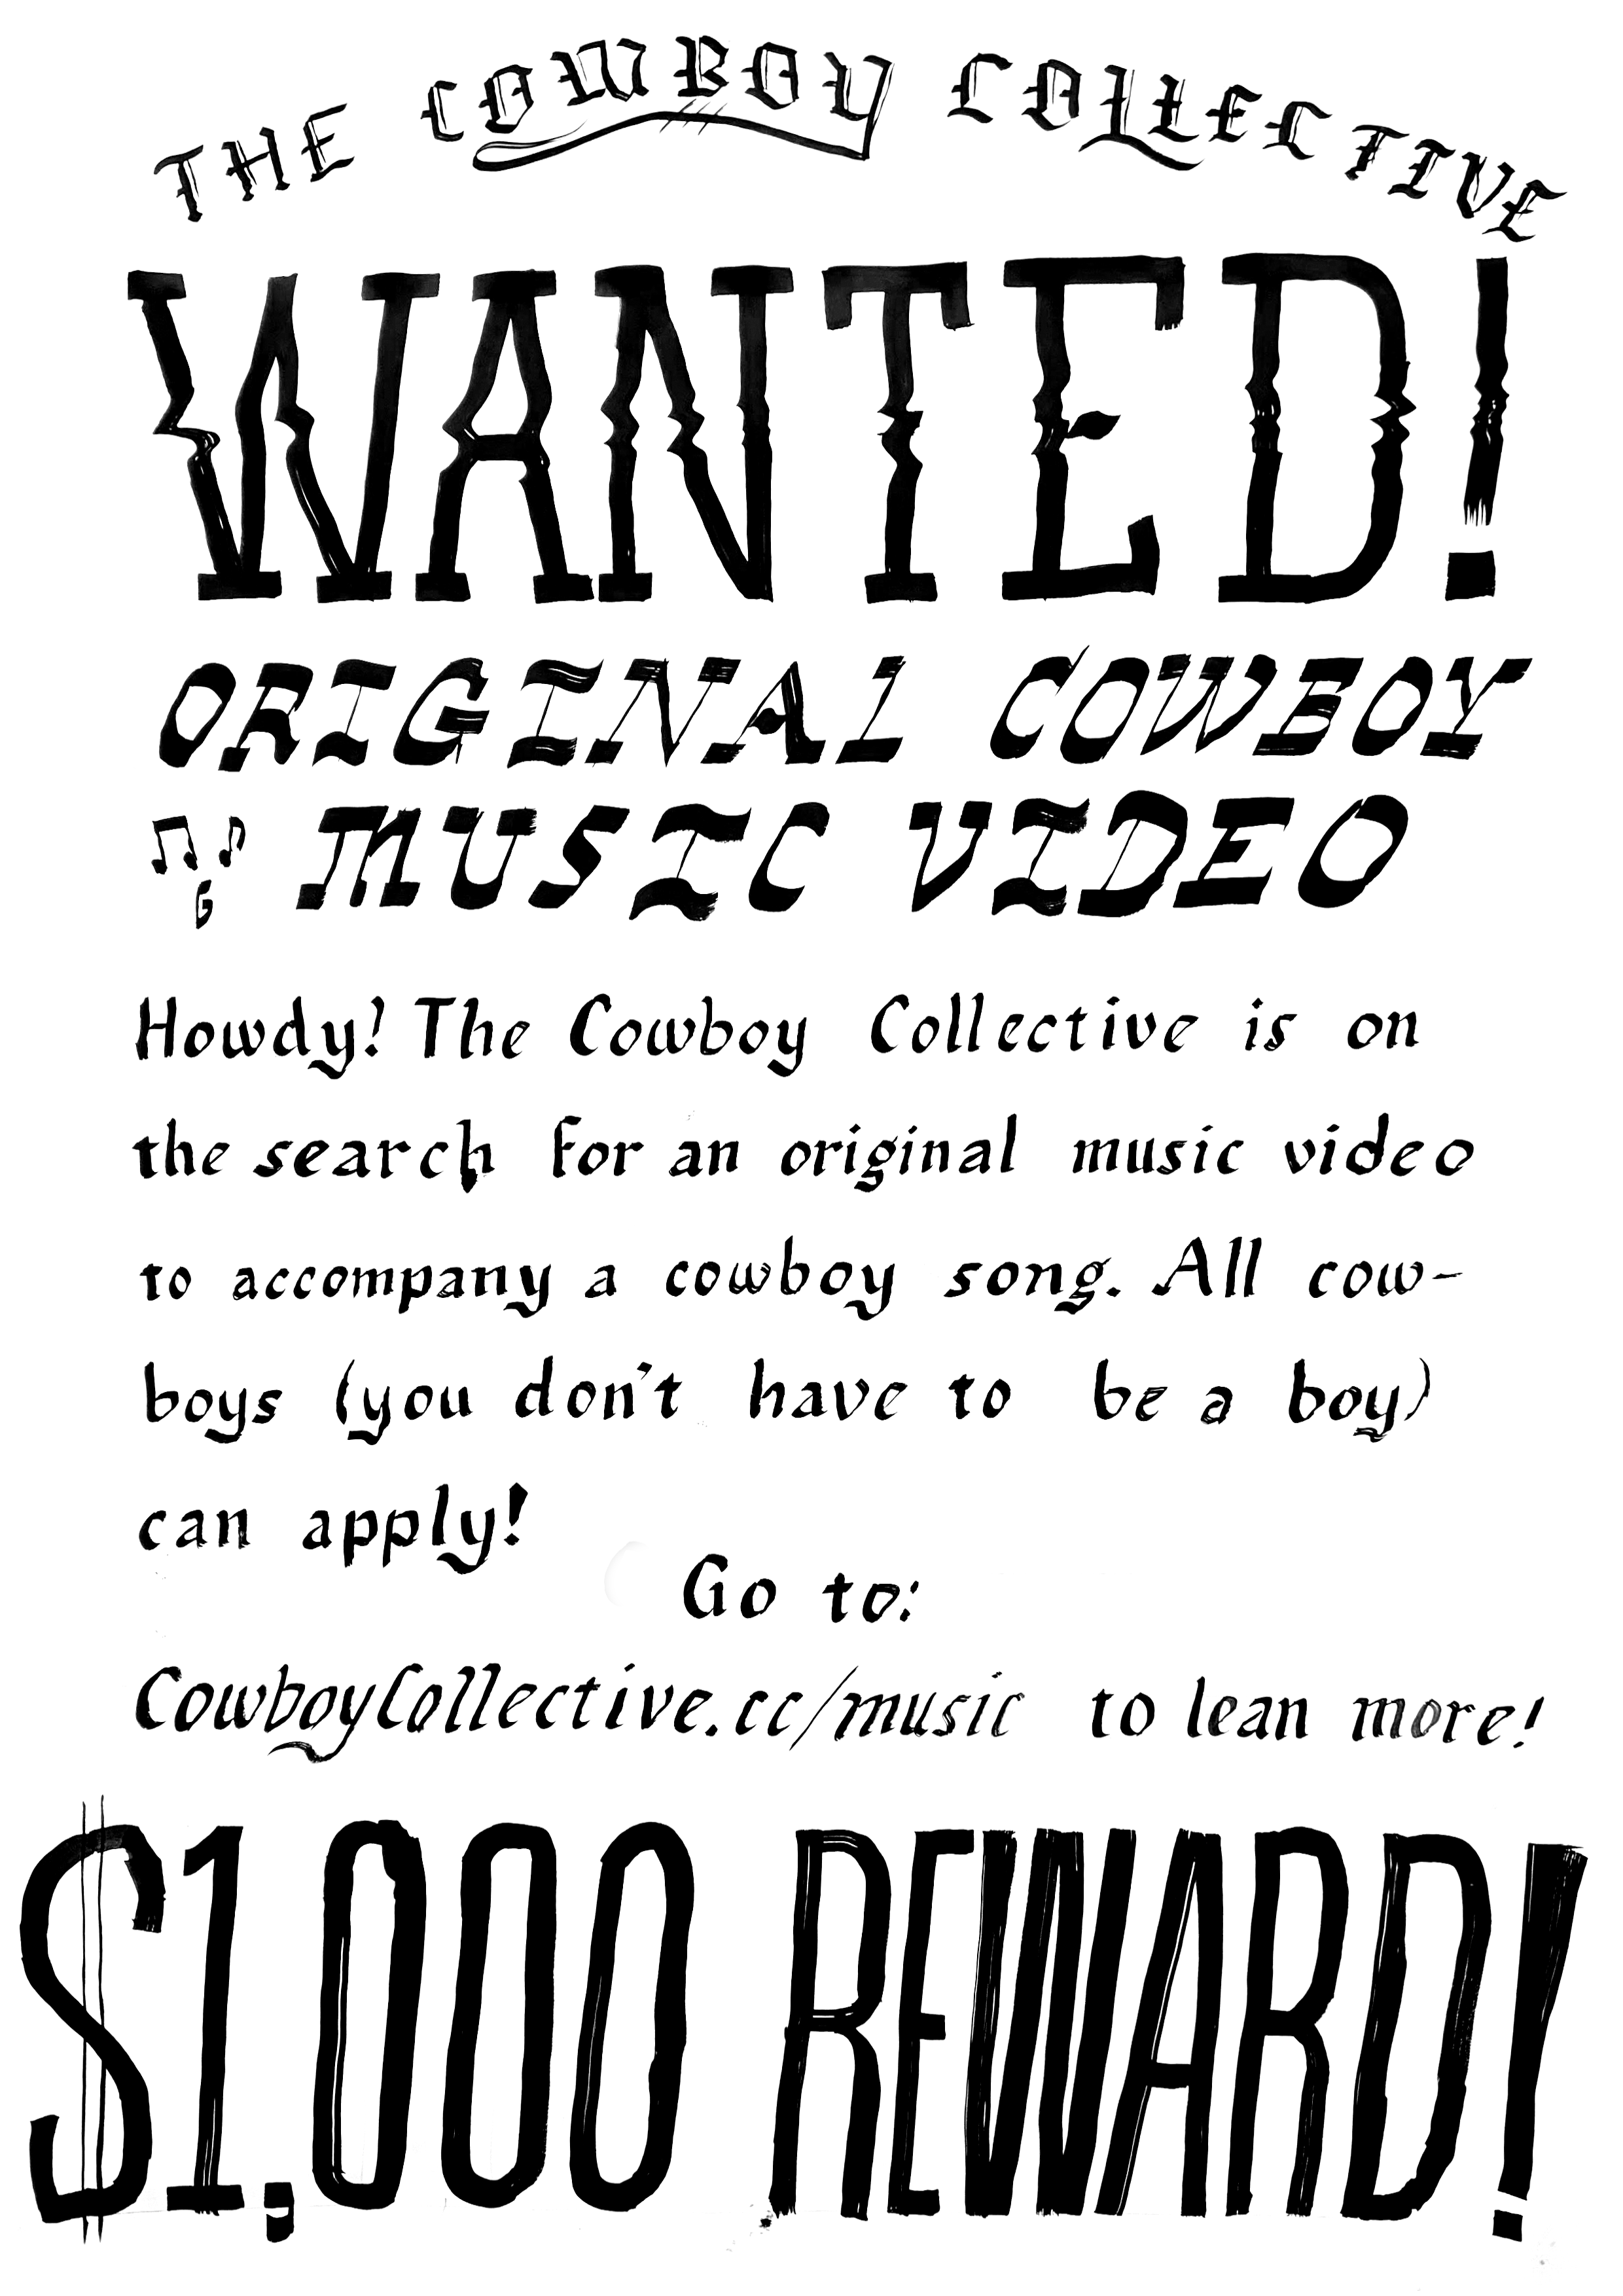 THE COWBOY COLLECTIVE
WANTED!
ORIGINAL COWBOY
MUSIC VIDEO
Howdy! The Cowboy Collective is on
the search for an original music video
to accompany a cowboy song. All cow-
boys (you don't have to be a boy)
can apply!
Go to:
CowboyCollective.cc/music to lean more!
$1,000 REWARD!